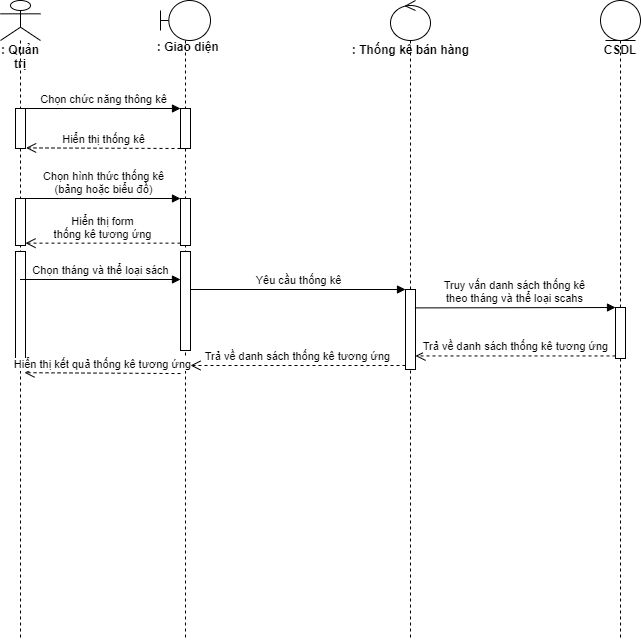 : Quản
trị
: Giao diện
: Thống kê bán hàng
CSDL
Chọn chức năng thông kê
Hiển thị thống kê
Chọn hình thức thống kê
(bảng hoặc biểu đồ)
Hiển thị form
thống kê tương ứng
Chọn tháng và thể loại sách
Yêu cầu thống kê
Truy vấn danh sách thống kê
theo tháng và thể loại scahs
Trả về danh sách thống kê tương ứng
Trả về danh sách thống kê tương ứng
Hiển thị kết quả thống kê tương ứng